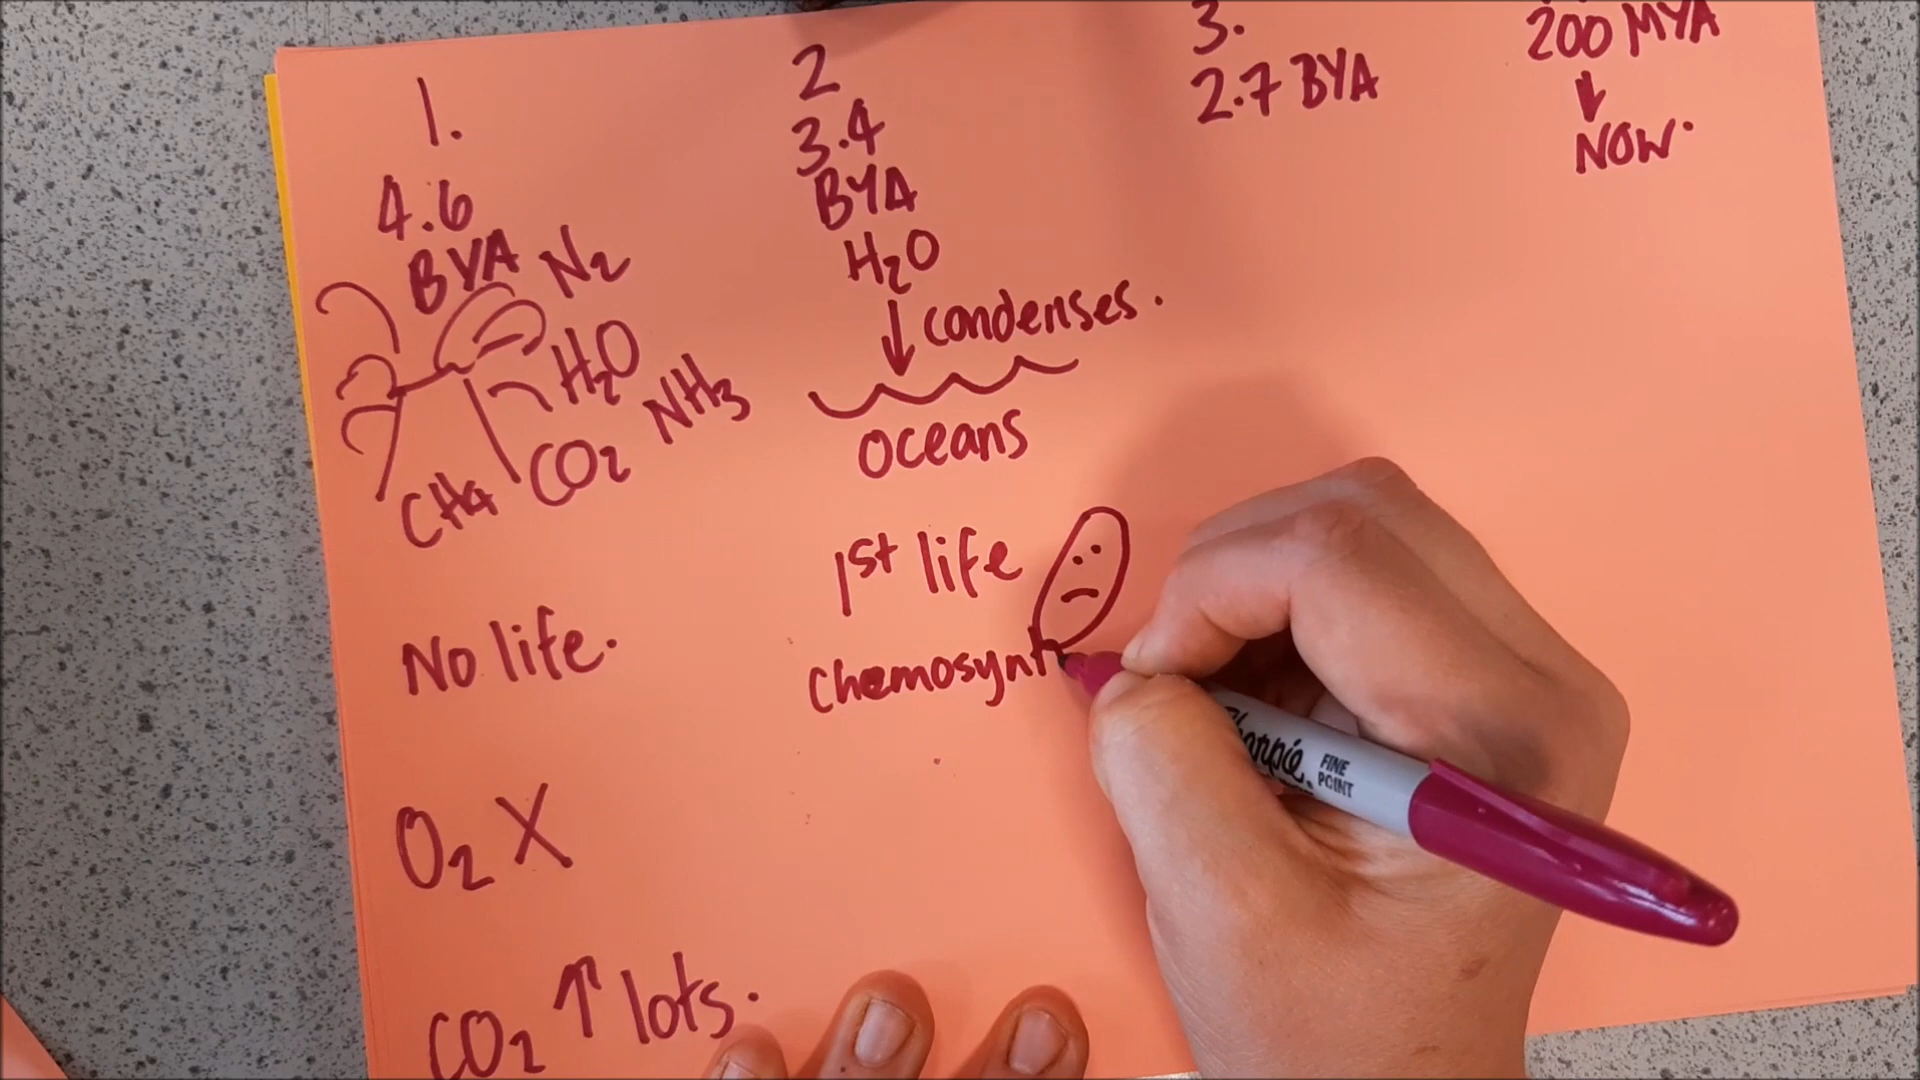 1.
4.6
BYA
N2
H2O
NH3
CO2
CH4
No life.
O2 X
CO2 ↑ lots.
2
3.4
BYA
H2O
↓ condenses.
oceans
1st life
chemosynt
3.
2.7 BYA
200 MYA
↓
NOW.
Sharpie
FINE
POINT